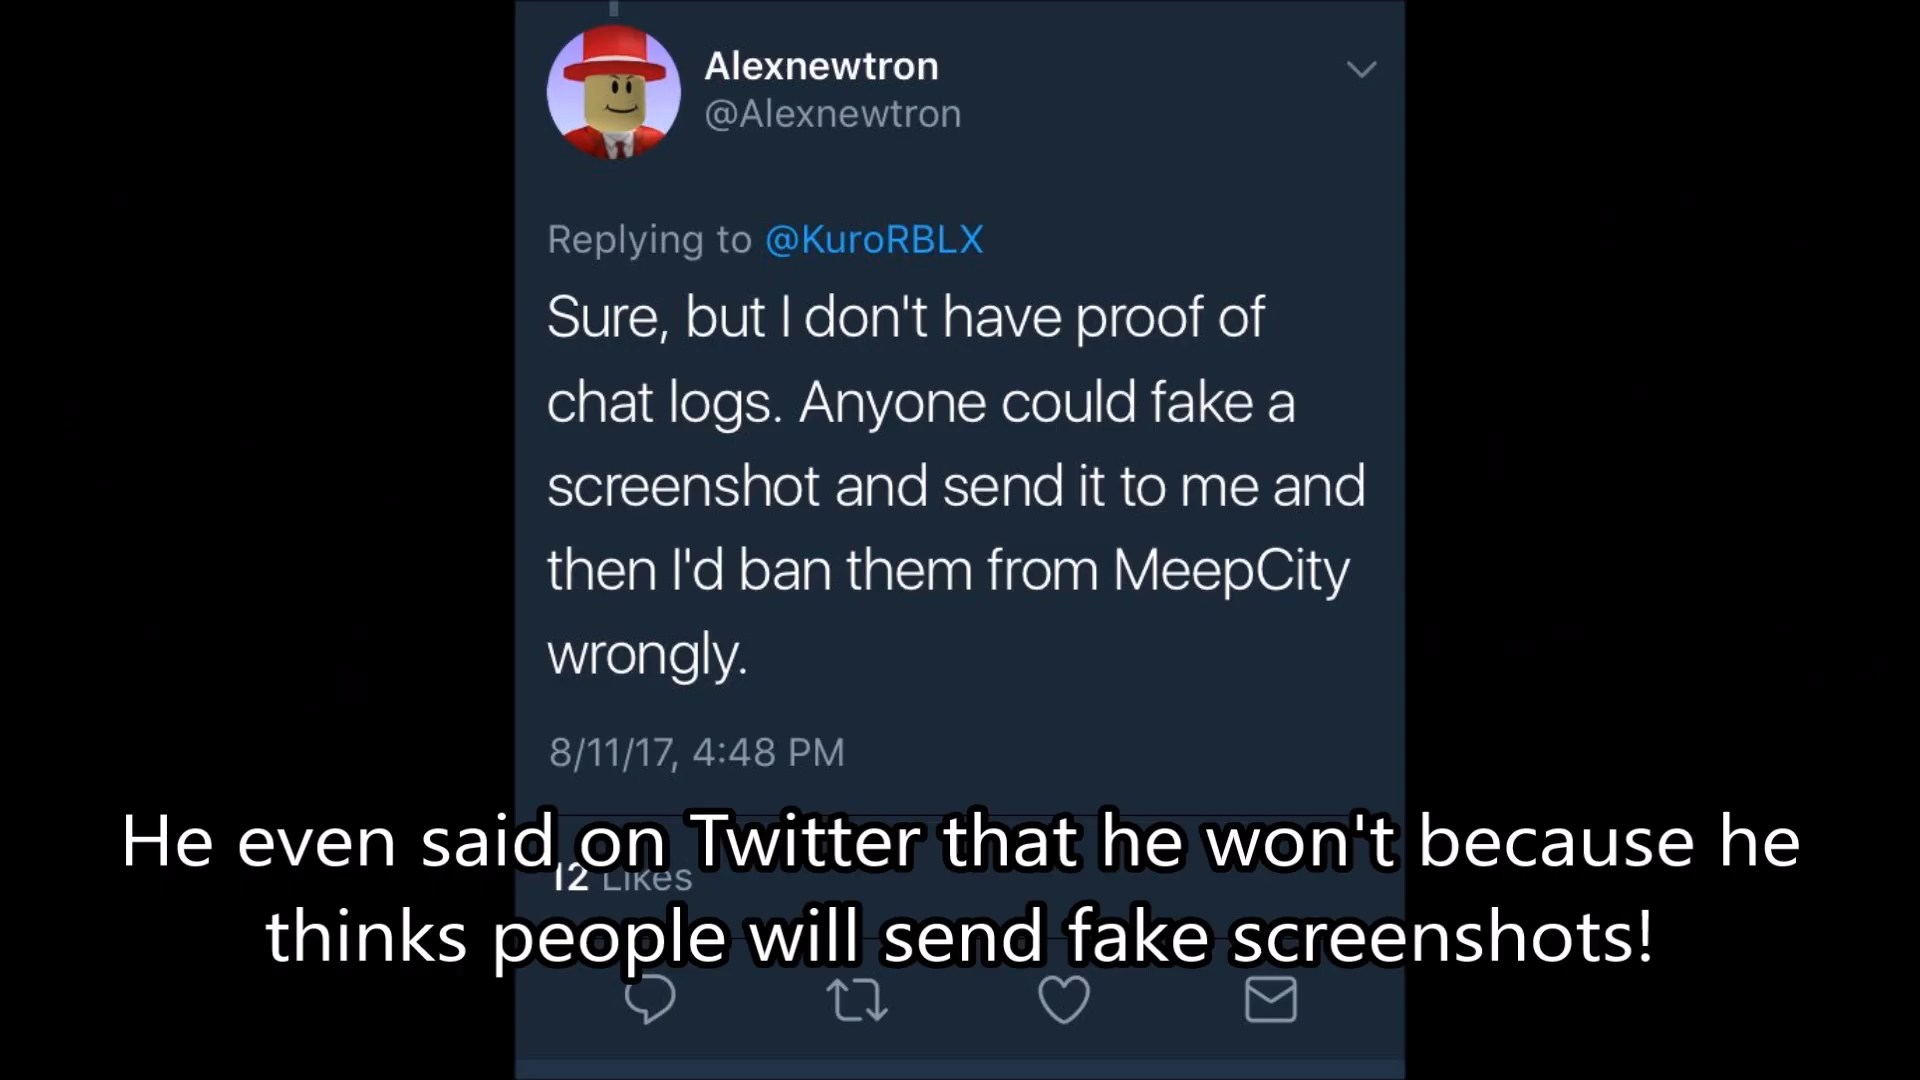 Alexnewtron
@Alexnewtron
Replying to @KuroRBLX
Sure, but I don't have proof of
chat logs. Anyone could fake a
screenshot and send it to me and
then I'd ban them from MeepCity
wrongly.
8/11/17, 4:48 PM
He even said on Twitter that he won't because he
12 Likes
thinks people will send fake screenshots!